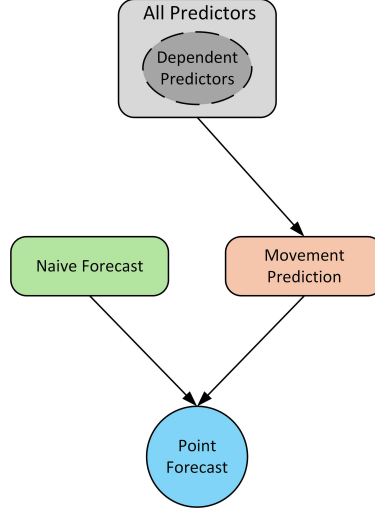 All Predictors
Dependent
Predictors
Naive Forecast
Movement
Prediction
Point
Forecast